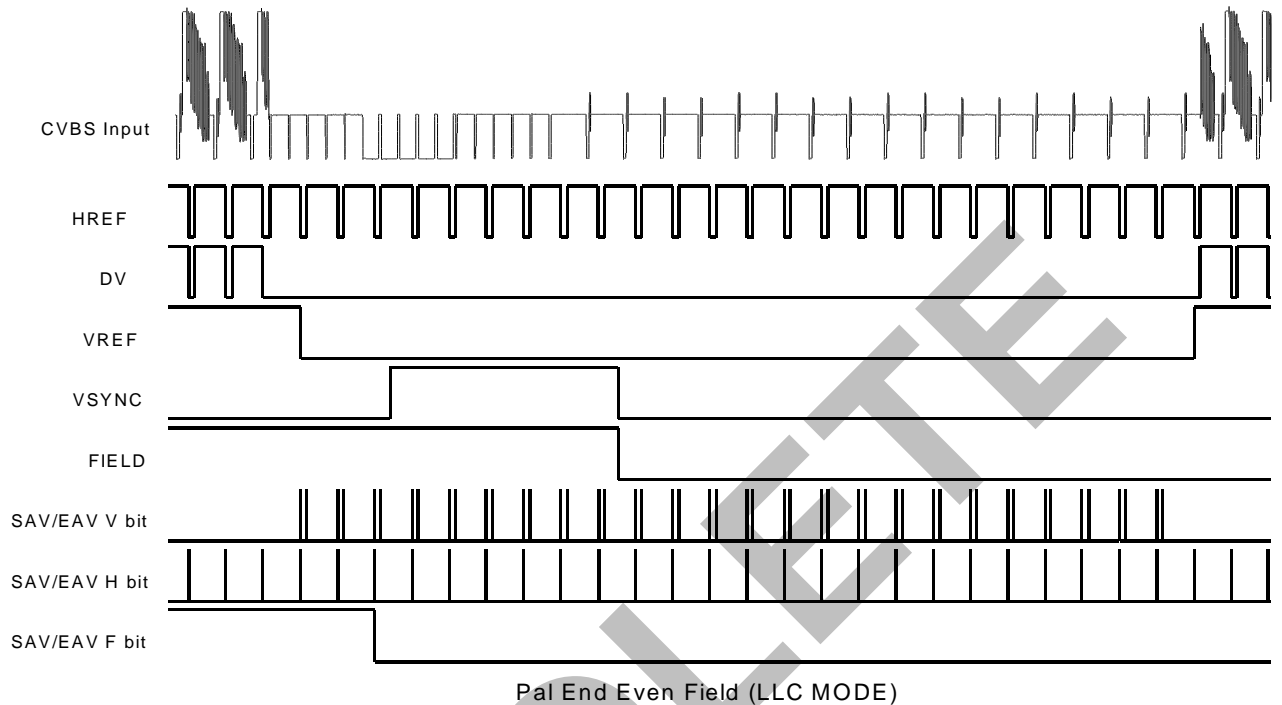 CVBS Input
HREF
DV
VREF
VSYNC
FIELD
SAV/EAV V bit
SAV/EAV H bit
SAV/EAV F bit
Pal End Even Field (LLC MODE)
OLETE